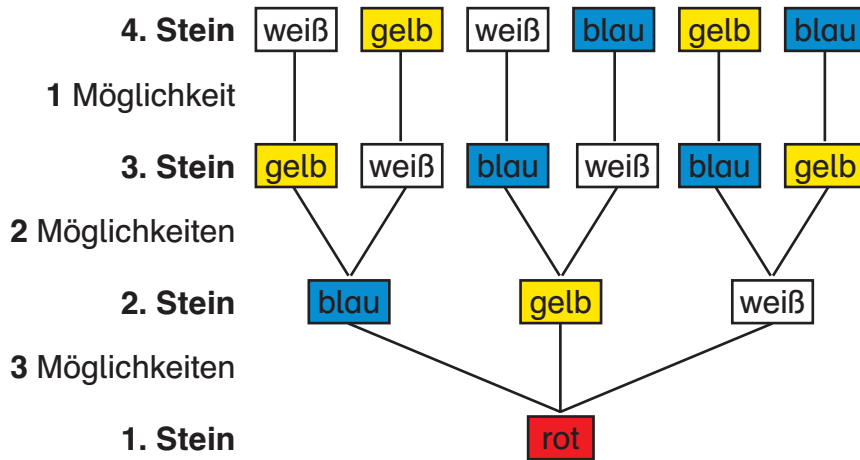 4. Stein weiß gelb weiß blau gelb blau
1 Möglichkeit
3. Stein gelb weiß blau weiß blau gelb
2 Möglichkeiten
2. Stein blau gelb weiß
3 Möglichkeiten
1. Stein rot